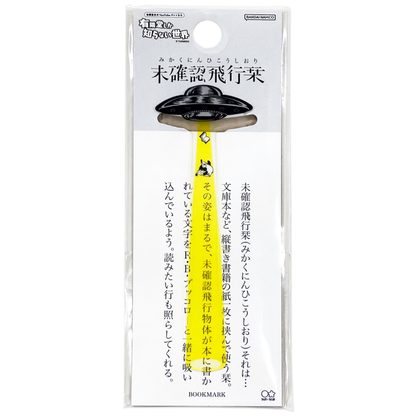 有隣堂しか
知らない世界
BANDAI NAMCO
みかくにんひこうしおり
未確認飛行栞
未確認飛行栞(みかくにんひこうしおり)それは…
文庫本など、縦書き書籍の紙一枚に挟んで使う栞。
その姿はまるで、未確認飛行物体が本に書か
れている文字をR・B・ブッコローと一緒に吸い
込んでいるよう。読みたい行も照らしてくれる。
BOOKMARK